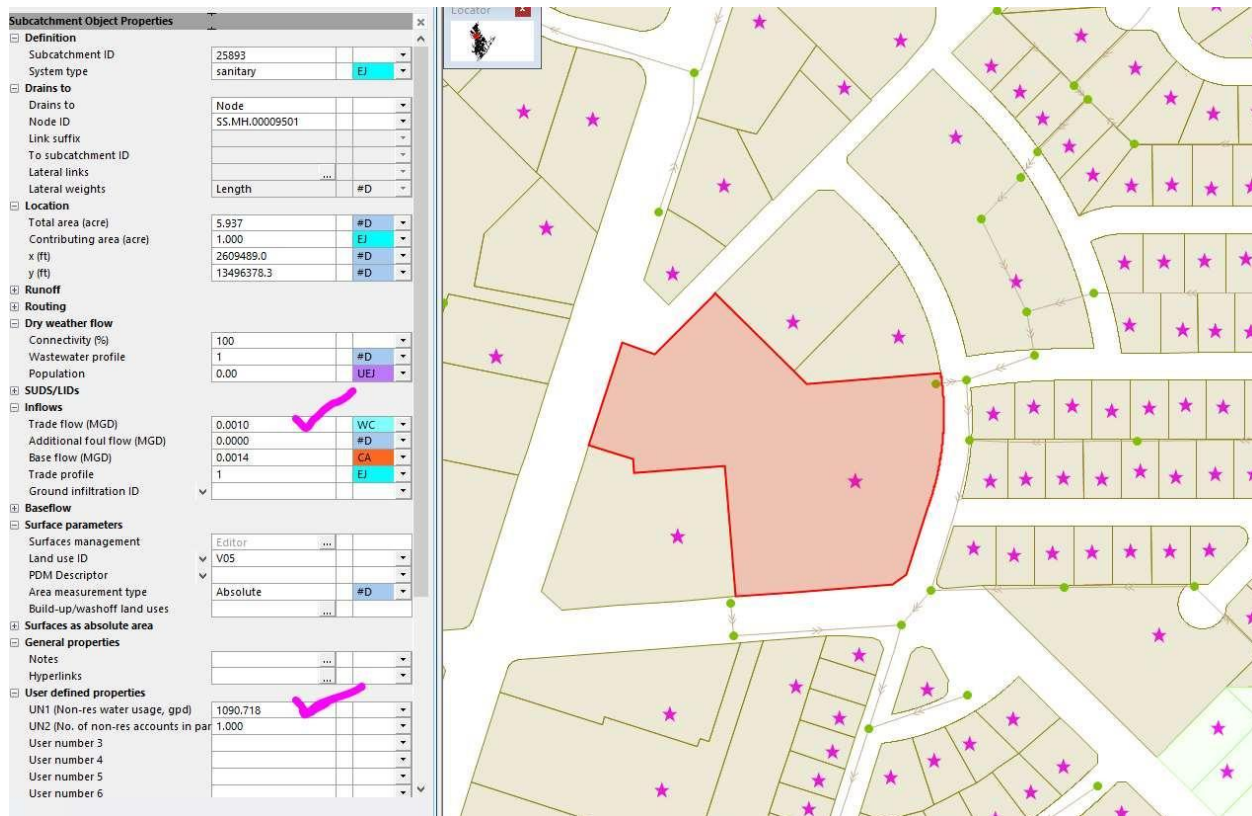 Subcatchment Object Properties
Definition
Subcatchment ID 25893
System type sanitary EJ
Drains to
Drains to Node
Node ID SS.MH.00009501
Link suffix
To subcatchment ID
Lateral links ...
Lateral weights Length #D
Location
Total area (acre) 5.937 #D
Contributing area (acre) 1.000 EJ
x (ft) 2609489.0 #D
y (ft) 13496378.3 #D
Runoff
Routing
Dry weather flow
Connectivity (%) 100
Wastewater profile 1 #D
Population 0.00 UEJ
SUDS/LIDs
Inflows
Trade flow (MGD) 0.0010 WC
Additional foul flow (MGD) 0.0000 #D
Base flow (MGD) 0.0014 CA
Trade profile 1 EJ
Ground infiltration ID
Baseflow
Surface parameters
Surfaces management Editor ...
Land use ID V05
PDM Descriptor
Area measurement type Absolute #D
Build-up/washoff land uses ...
Surfaces as absolute area
General properties
Notes ...
Hyperlinks ...
User defined properties
UN1 (Non-res water usage, gpd) 1090.718
UN2 (No. of non-res accounts in par 1.000
User number 3
User number 4
User number 5
User number 6
Locator